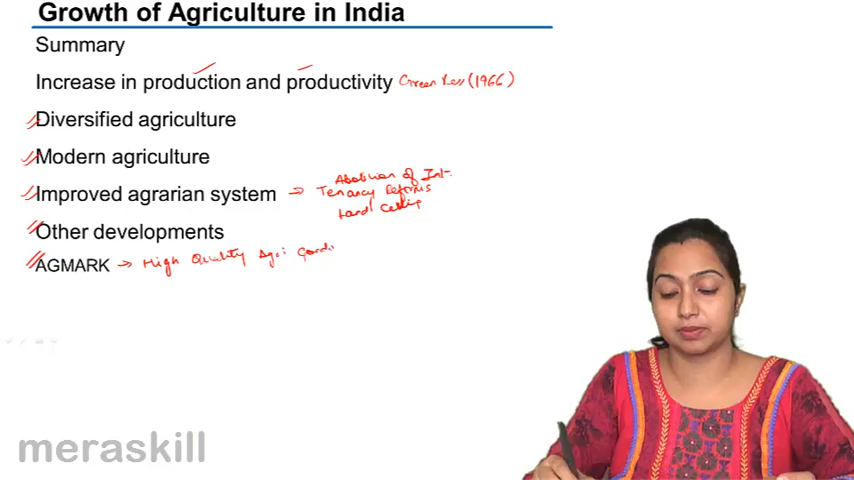 Growth of Agriculture in India
Summary
Increase in production and productivity Green Rev (1966)
Diversified agriculture
Modern agriculture
Abolition of Int.
Improved agrarian system → Tenancy Reforms
Land Ceiling
Other developments
AGMARK → High Quality Agri Goods
meraskill